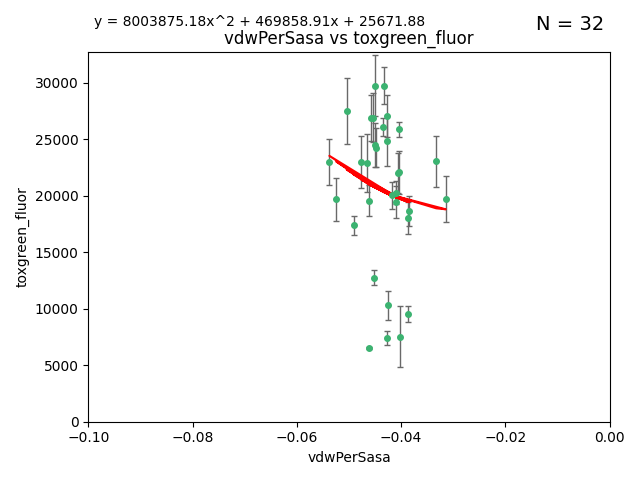 y = 8003875.18x^2 + 469858.91x + 25671.88
N = 32
vdwPerSasa vs toxgreen_fluor
30000
25000
20000
15000
10000
5000
0
toxgreen_fluor
−0.10
−0.08
−0.06
−0.04
−0.02
0.00
vdwPerSasa